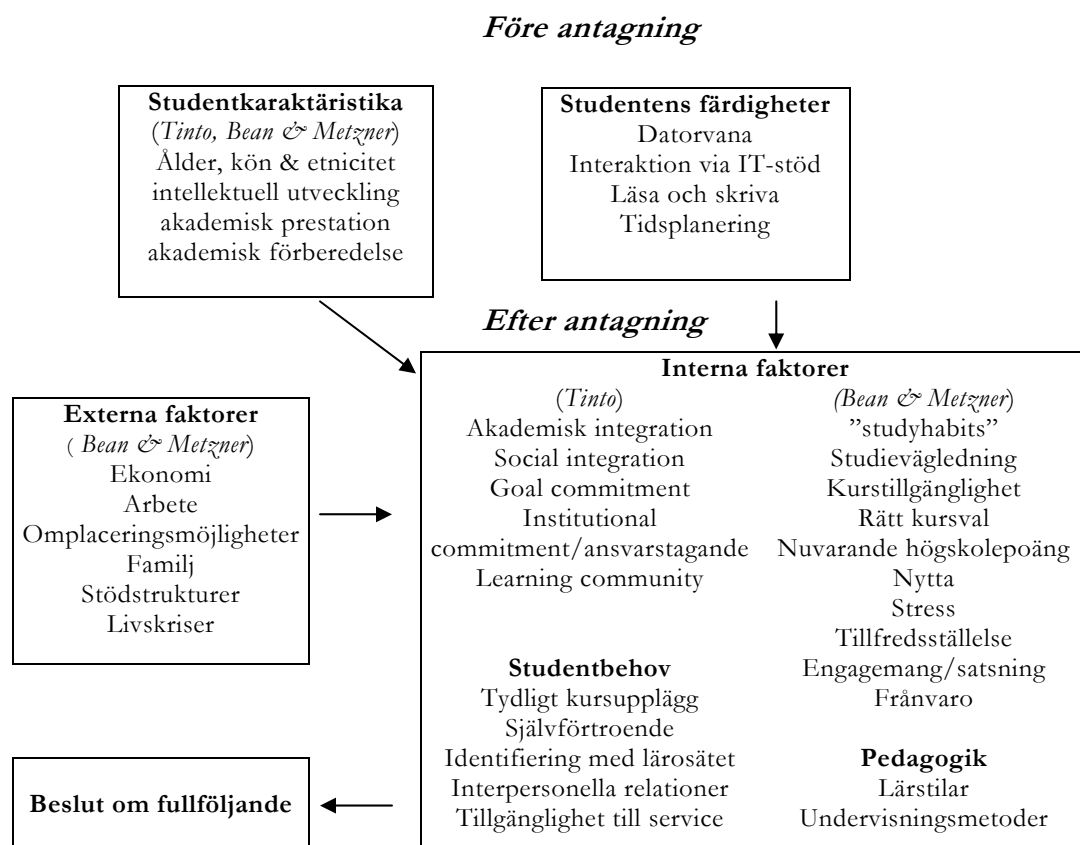 Före antagning
Studentkaraktäristika
(Tinto, Bean & Metzner)
Ålder, kön & etnicitet
intellektuell utveckling
akademisk prestation
akademisk förberedelse
Studentens färdigheter
Datorvana
Interaktion via IT-stöd
Läsa och skriva
Tidsplanering
Efter antagning
Externa faktorer
( Bean & Metzner)
Ekonomi
Arbete
Omplaceringsmöjligheter
Familj
Stödstrukturer
Livskriser
Interna faktorer
(Tinto)
Akademisk integration
Social integration
Goal commitment
Institutional
commitment/ansvarstagande
Learning community
(Bean & Metzner)
”studyhabits”
Studievägledning
Kurstillgänglighet
Rätt kursval
Nuvarande högskolepoäng
Nytta
Stress
Tillfredsställelse
Engagemang/satsning
Frånvaro
Studentbehov
Tydligt kursupplägg
Självförtroende
Identifiering med lärosätet
Interpersonella relationer
Tillgänglighet till service
Pedagogik
Lärstilar
Undervisningsmetoder
Beslut om fullföljande